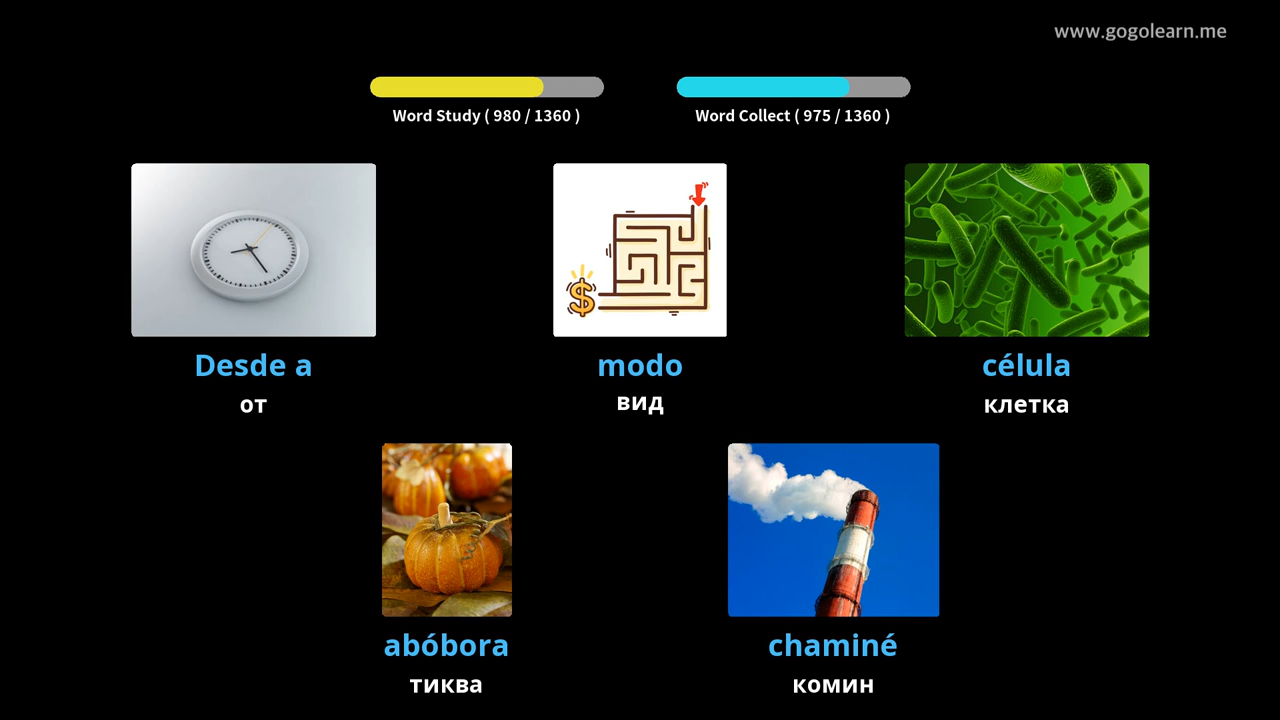 www.gogolearn.me
Word Study ( 980 / 1360 )
Word Collect ( 975 / 1360 )
Desde a
от
modo
вид
célula
клетка
abóbora
тиква
chaminé
комин